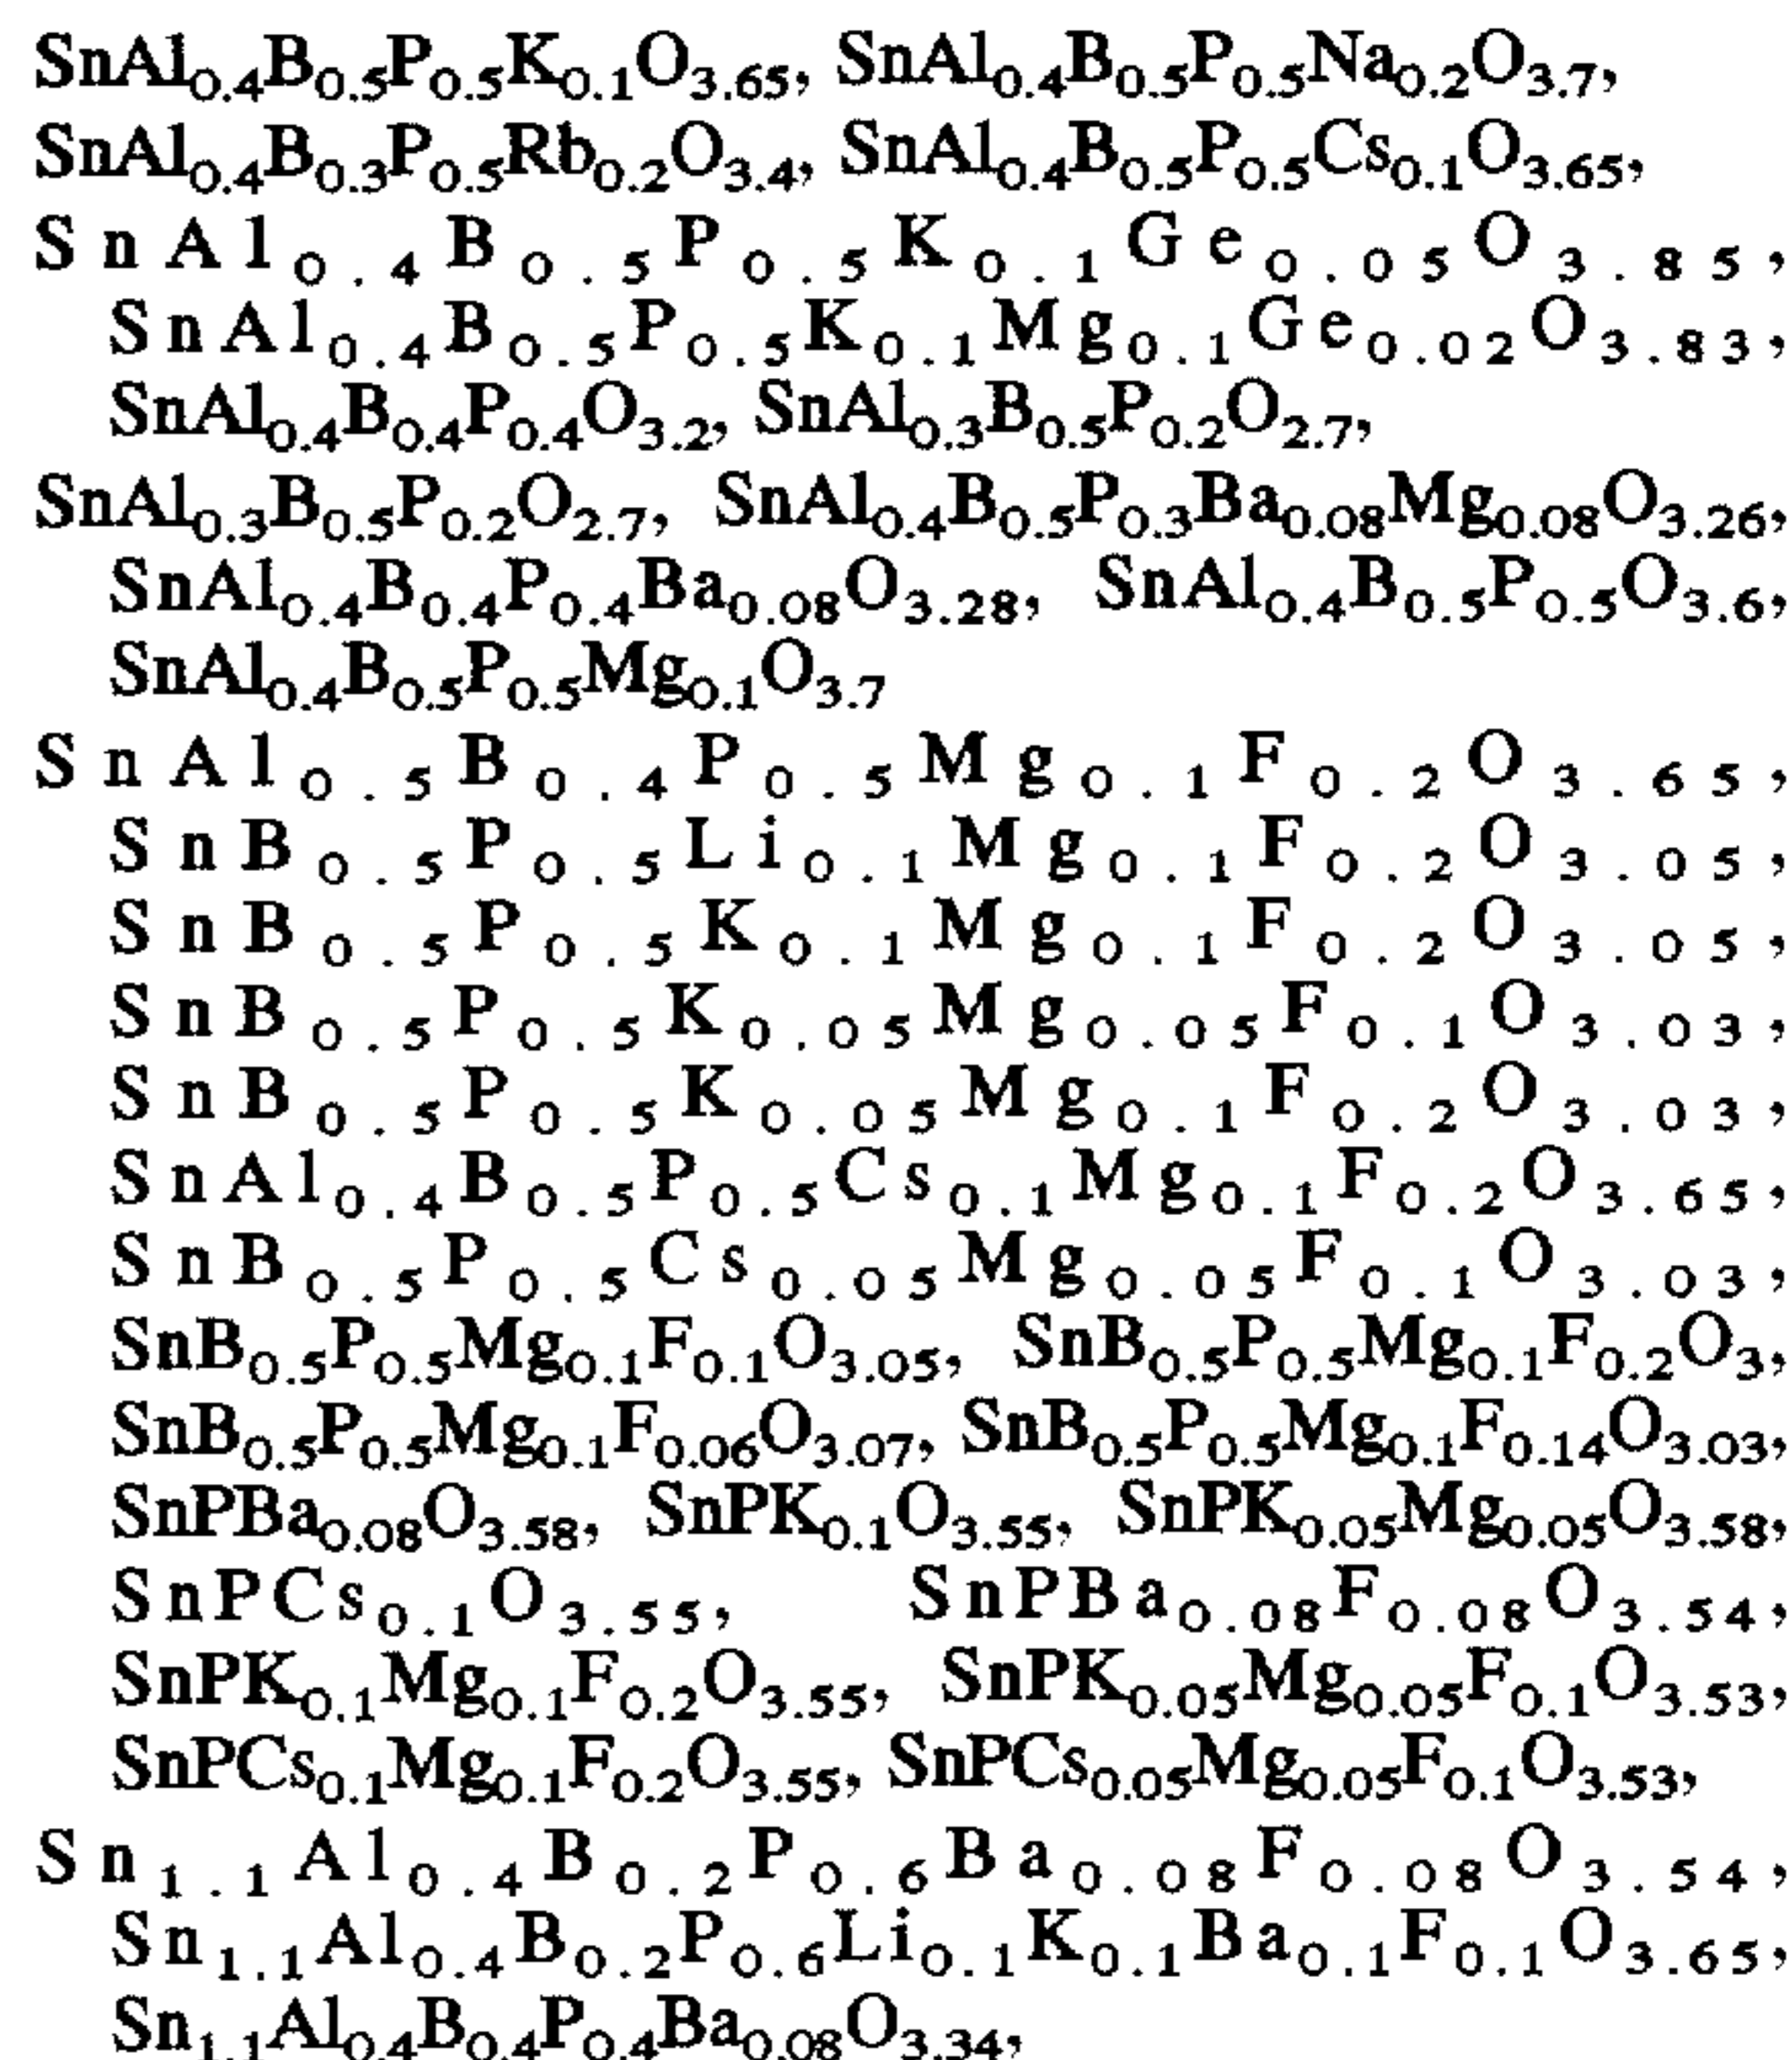 SnAl0.4B0.5P0.5K0.1O3.65, SnAl0.4B0.5P0.5Na0.2O3.7,
SnAl0.4B0.3P0.5Rb0.2O3.4, SnAl0.4B0.5P0.5Cs0.1O3.65,
SnAl0.4B0.5P0.5K0.1Ge0.05O3.85,
SnAl0.4B0.5P0.5K0.1Mg0.1Ge0.02O3.83,
SnAl0.4B0.4P0.4O3.2, SnAl0.3B0.5P0.2O2.7,
SnAl0.3B0.5P0.2O2.7, SnAl0.4B0.5P0.3Ba0.08Mg0.08O3.26,
SnAl0.4B0.4P0.4Ba0.08O3.28, SnAl0.4B0.5P0.5O3.6,
SnAl0.4B0.5P0.5Mg0.1O3.7
SnAl0.5B0.4P0.5Mg0.1F0.2O3.65,
SnB0.5P0.5Li0.1Mg0.1F0.2O3.05,
SnB0.5P0.5K0.1Mg0.1F0.2O3.05,
SnB0.5P0.5K0.05Mg0.05F0.1O3.03,
SnB0.5P0.5K0.05Mg0.1F0.2O3.03,
SnAl0.4B0.5P0.5Cs0.1Mg0.1F0.2O3.65,
SnB0.5P0.5Cs0.05Mg0.05F0.1O3.03,
SnB0.5P0.5Mg0.1F0.1O3.05, SnB0.5P0.5Mg0.1F0.2O3,
SnB0.5P0.5Mg0.1F0.06O3.07, SnB0.5P0.5Mg0.1F0.14O3.03,
SnPBa0.08O3.58, SnPK0.1O3.55, SnPK0.05Mg0.05O3.58,
SnPCs0.1O3.55, SnPBa0.08F0.08O3.54,
SnPK0.1Mg0.1F0.2O3.55, SnPK0.05Mg0.05F0.1O3.53,
SnPCs0.1Mg0.1F0.2O3.55, SnPCs0.05Mg0.05F0.1O3.53,
Sn1.1Al0.4B0.2P0.6Ba0.08F0.08O3.54,
Sn1.1Al0.4B0.2P0.6Li0.1K0.1Ba0.1F0.1O3.65,
Sn1.1Al0.4B0.4P0.4Ba0.08O3.34,